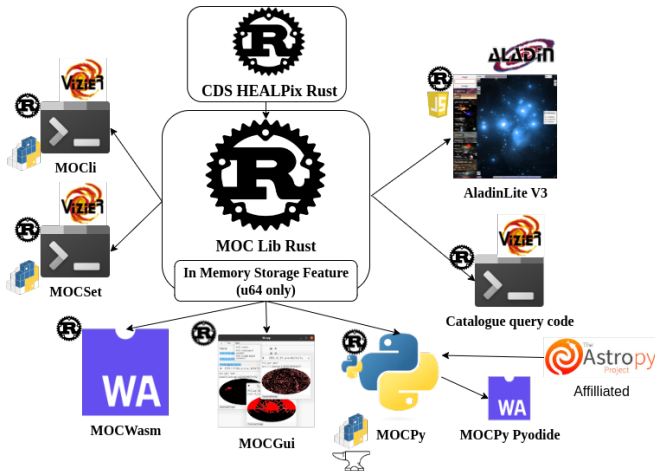 R
CDS HEALPix Rust
R
MOC Lib Rust
In Memory Storage Feature
(u64 only)
VizieR
R
MOCli
VizieR
R
MOCSet
ALADIN
R
JS
AladinLite V3
VizieR
R
Catalogue query code
R
WA
MOCWasm
R
MOCGui
R
MOCPy
WA
MOCPy Pyodide
The
Astropy
Project
Affilliated